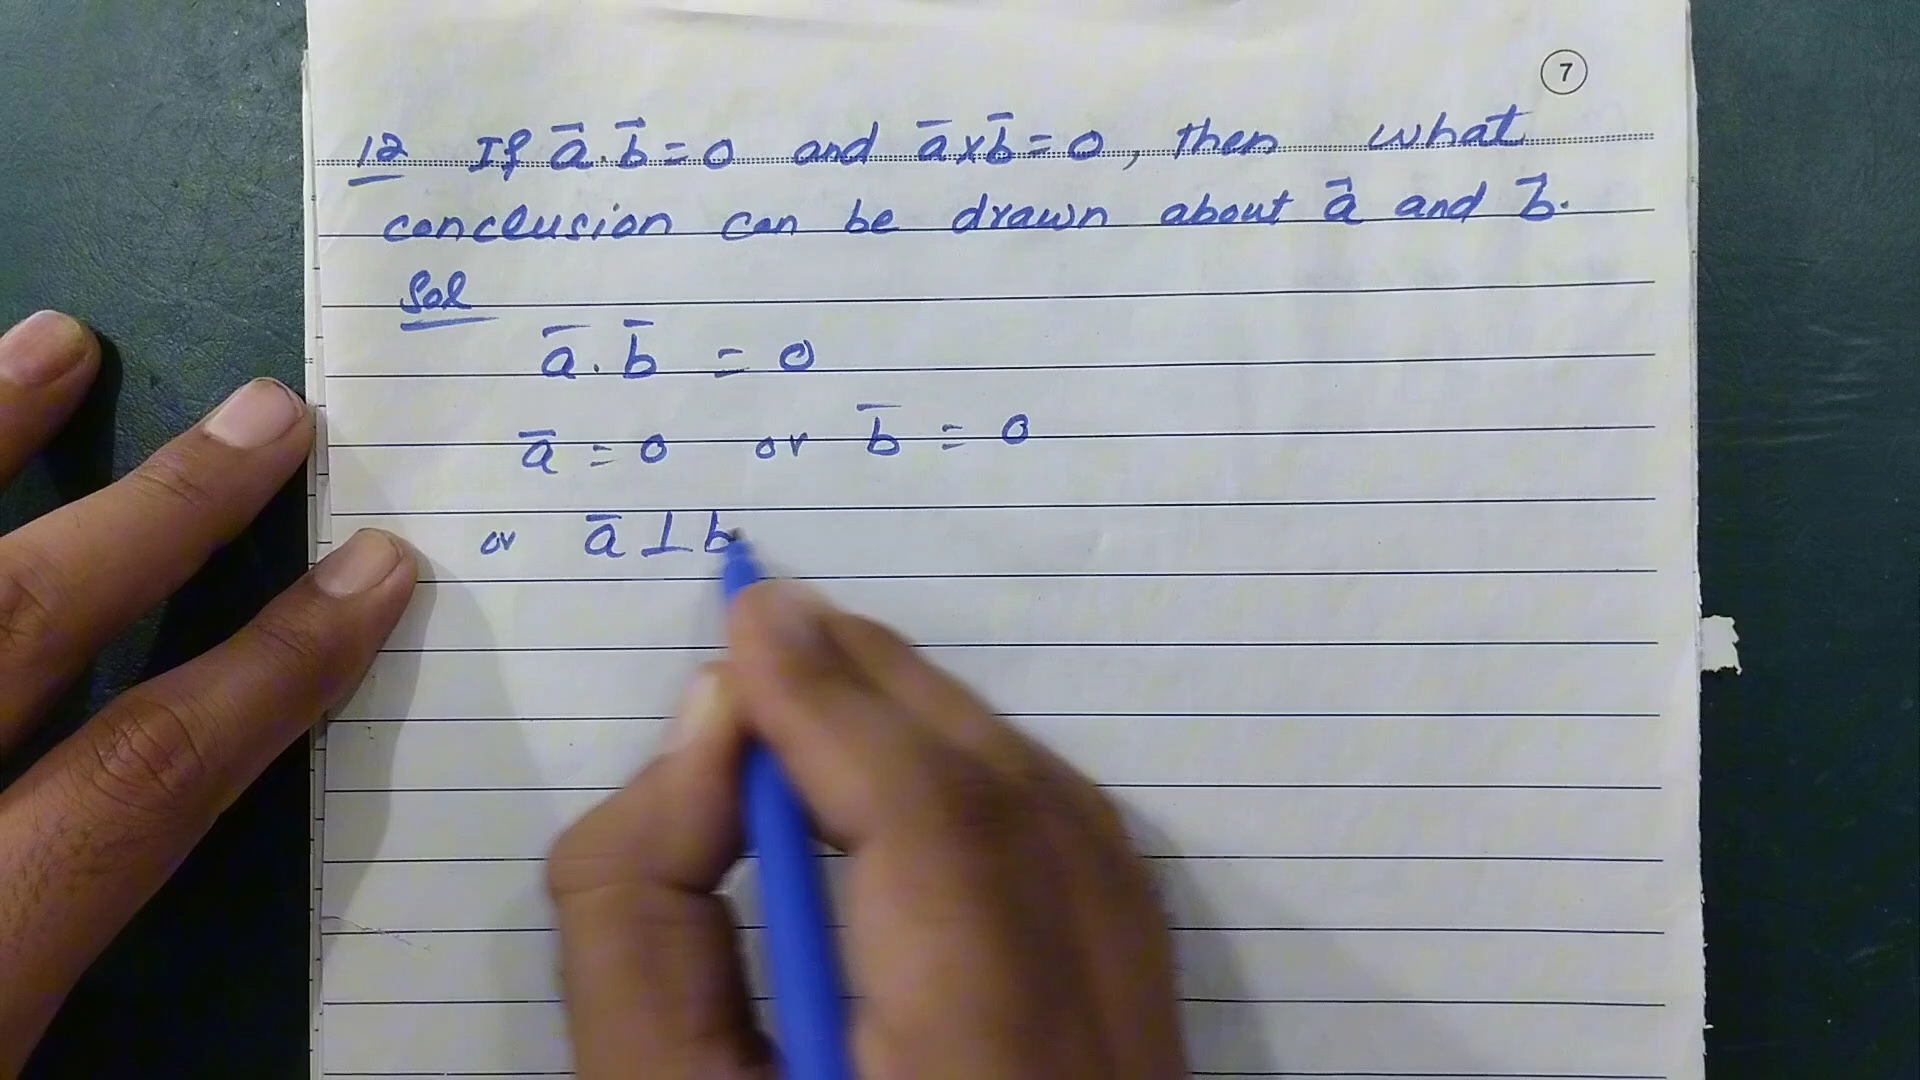 7
12 If a⃗.b⃗=0 and a̅xb̅=0, then what
conclusion can be drawn about a⃗ and b⃗.
Sol
a̅.b̅ = 0
a̅ = 0 or b̅ = 0
or a̅ ⊥ b